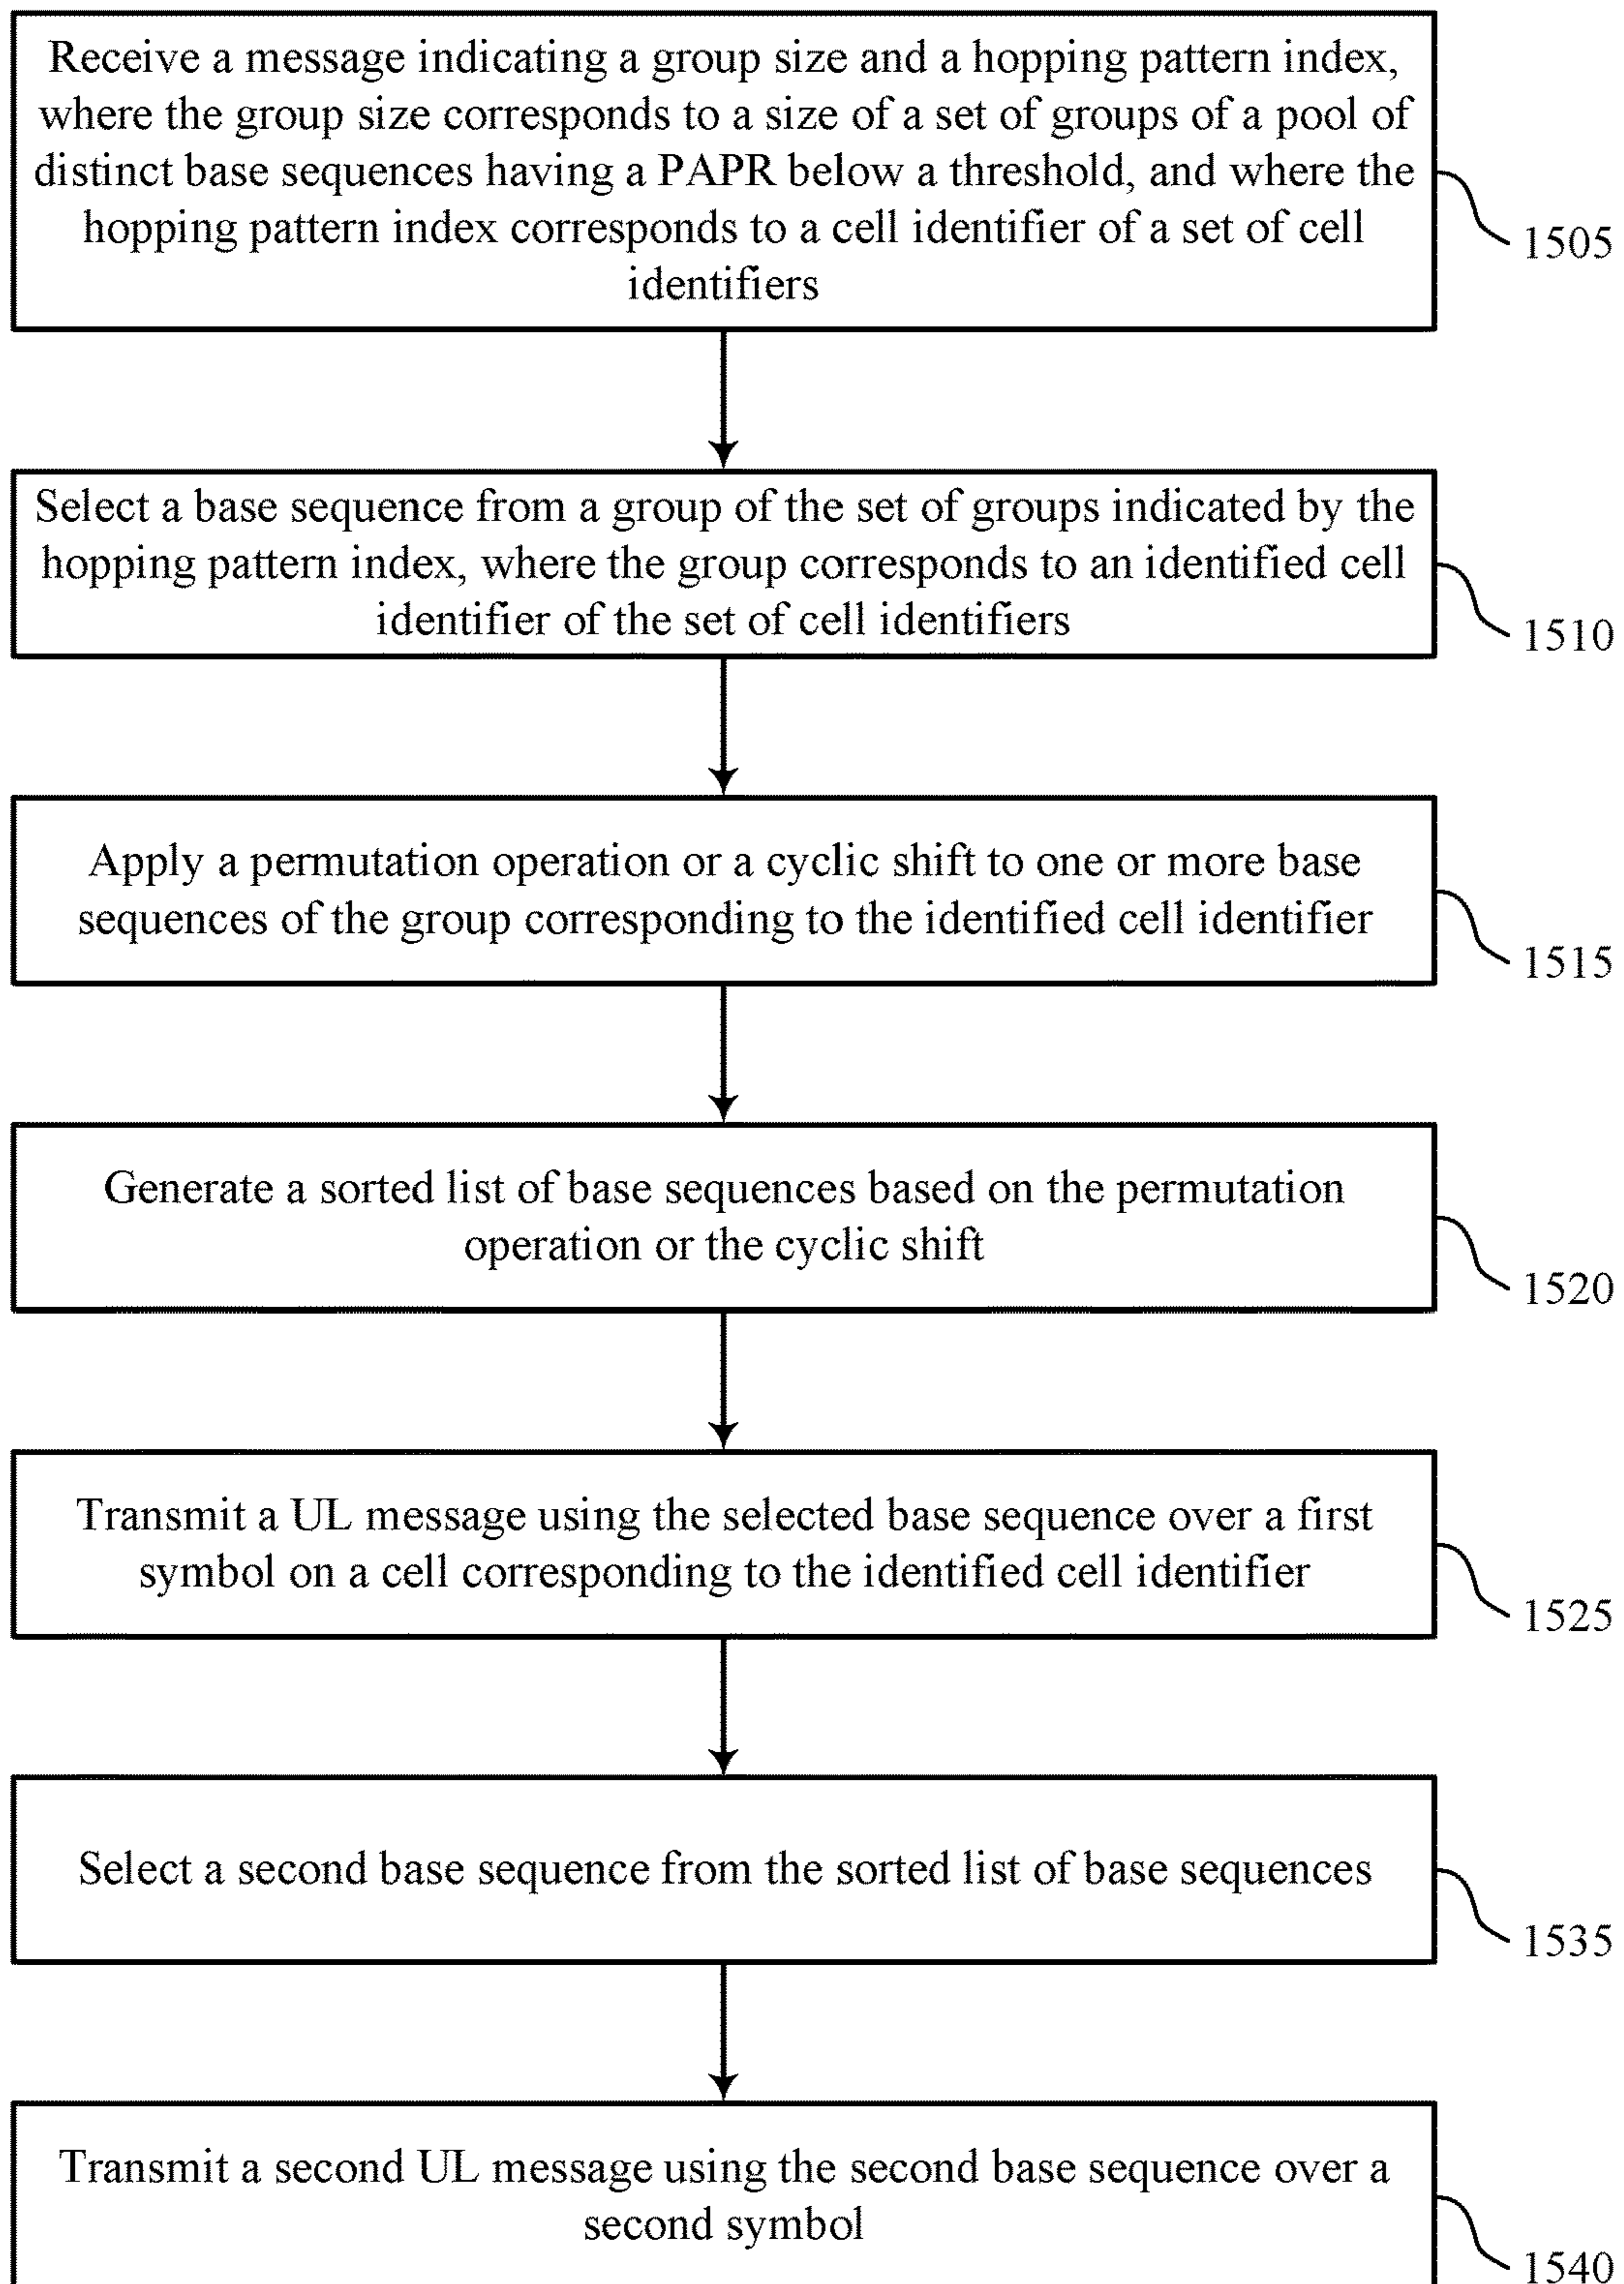 Receive a message indicating a group size and a hopping pattern index,
where the group size corresponds to a size of a set of groups of a pool of
distinct base sequences having a PAPR below a threshold, and where the
hopping pattern index corresponds to a cell identifier of a set of cell
identifiers
1505
Select a base sequence from a group of the set of groups indicated by the
hopping pattern index, where the group corresponds to an identified cell
identifier of the set of cell identifiers
1510
Apply a permutation operation or a cyclic shift to one or more base
sequences of the group corresponding to the identified cell identifier
1515
Generate a sorted list of base sequences based on the permutation
operation or the cyclic shift
1520
Transmit a UL message using the selected base sequence over a first
symbol on a cell corresponding to the identified cell identifier
1525
Select a second base sequence from the sorted list of base sequences
1535
Transmit a second UL message using the second base sequence over a
second symbol
1540